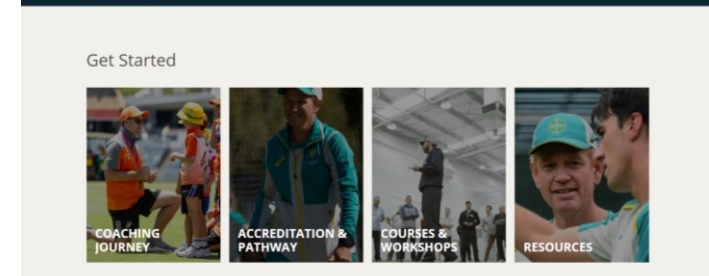 Get Started
COACHING
JOURNEY
ACCREDITATION &
PATHWAY
COURSES &
WORKSHOPS
RESOURCES